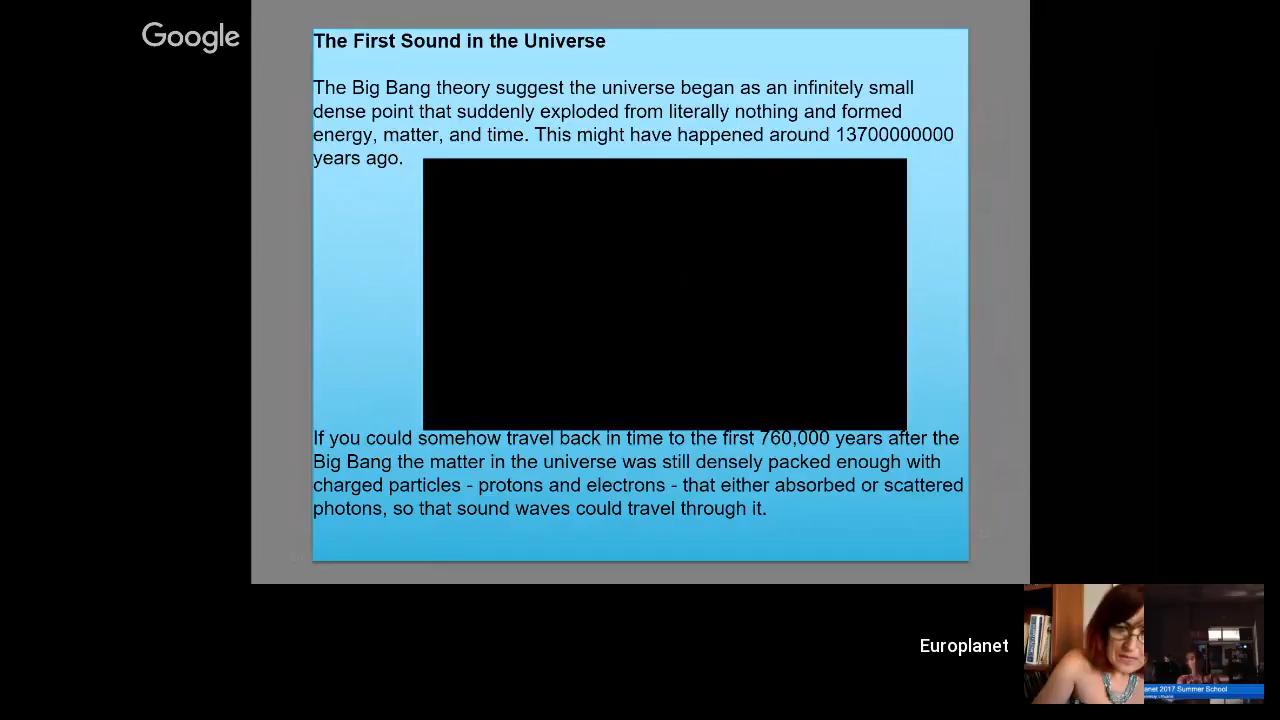 Google
The First Sound in the Universe
The Big Bang theory suggest the universe began as an infinitely small
dense point that suddenly exploded from literally nothing and formed
energy, matter, and time. This might have happened around 13700000000
years ago.
If you could somehow travel back in time to the first 760,000 years after the
Big Bang the matter in the universe was still densely packed enough with
charged particles - protons and electrons - that either absorbed or scattered
photons, so that sound waves could travel through it.
Europlanet
anet 2017 Summer School